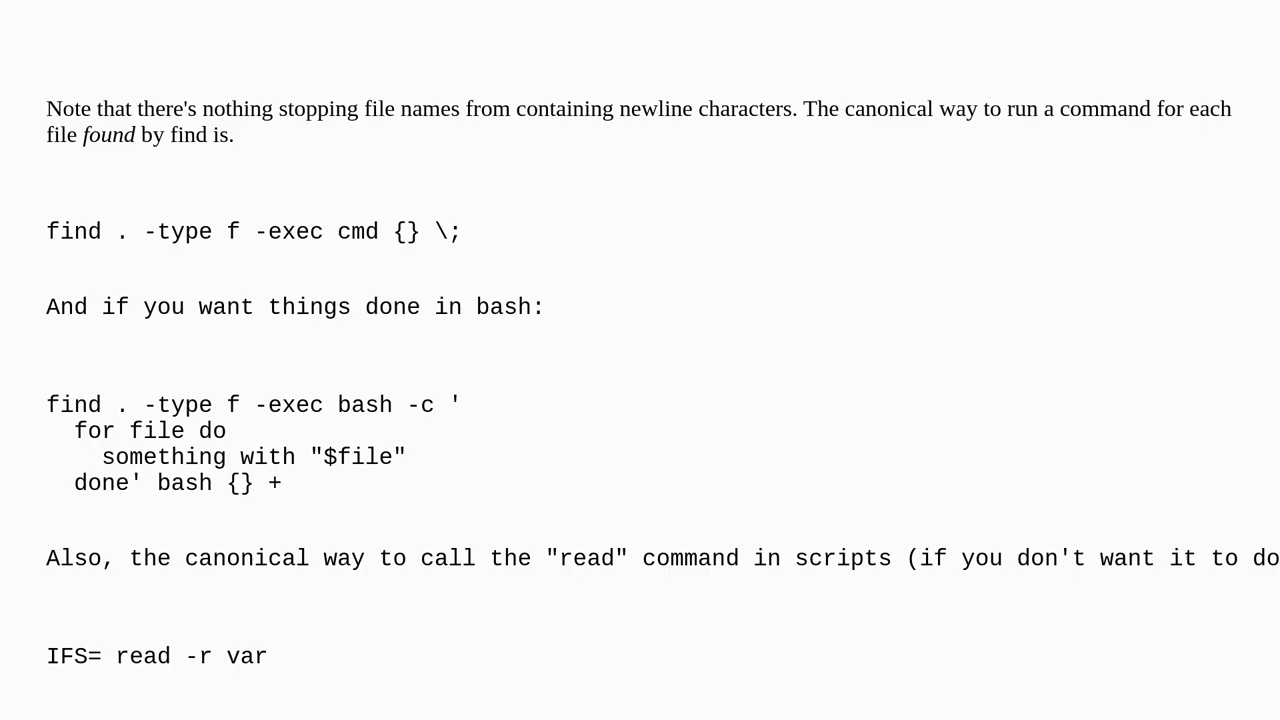 Note that there's nothing stopping file names from containing newline characters. The canonical way to run a command for each
file found by find is.
find . -type f -exec cmd {} \;
And if you want things done in bash:
find . -type f -exec bash -c '
  for file do
    something with "$file"
  done' bash {} +
Also, the canonical way to call the "read" command in scripts (if you don't want it to do
IFS= read -r var